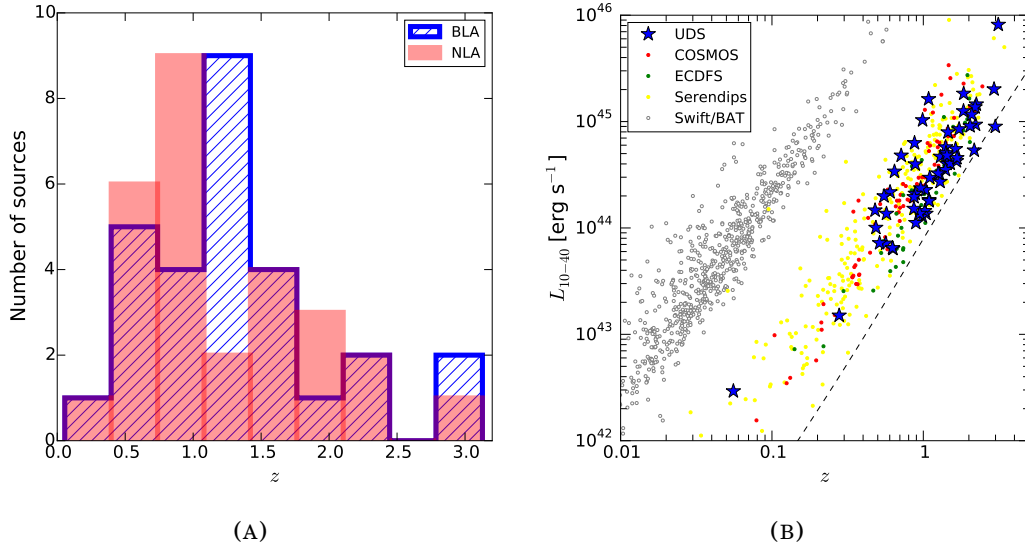 10
8
6
4
2
0
0.0 0.5 1.0 1.5 2.0 2.5 3.0
z
Number of sources
BLA
NLA
(A)
10^46
10^45
10^44
10^43
10^42
0.01 0.1 1
z
L_{10−40} [erg s^{−1}]
UDS
COSMOS
ECDFS
Serendips
Swift/BAT
(B)